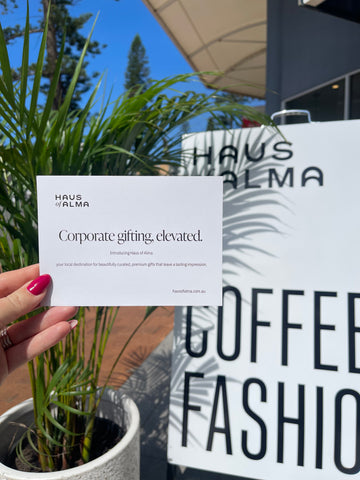 HAUS
of ALMA
Corporate gifting, elevated.
Introducing Haus of Alma,
your local destination for beautifully curated, premium gifts that leave a lasting impression.
hausofalma.com.au
HAUS
of ALMA
COFFEE
FASHIO